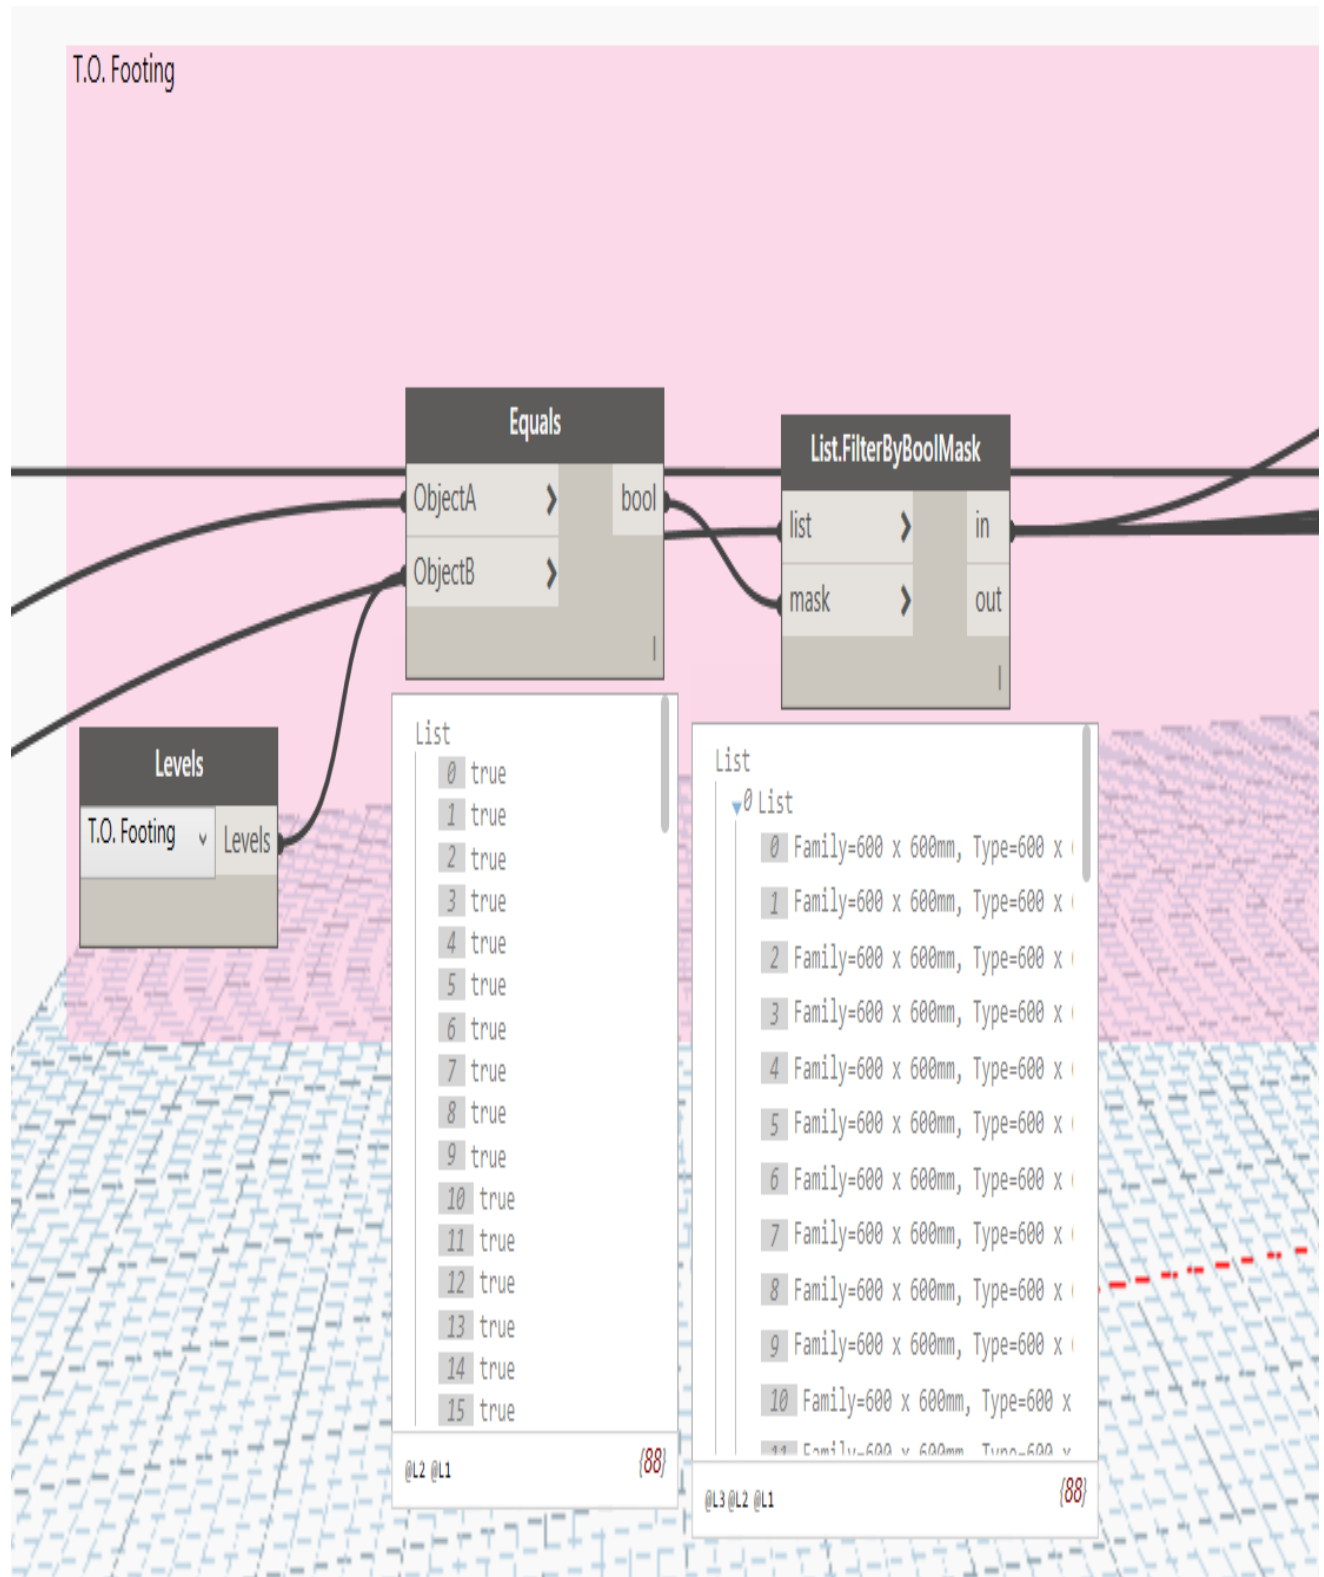 T.O. Footing
Equals
ObjectA
bool
ObjectB
List.FilterByBoolMask
list
in
mask
out
Levels
T.O. Footing
Levels
List
0 true
1 true
2 true
3 true
4 true
5 true
6 true
7 true
8 true
9 true
10 true
11 true
12 true
13 true
14 true
15 true
@L2 @L1
{88}
List
0 List
0 Family=600 x 600mm, Type=600 x
1 Family=600 x 600mm, Type=600 x
2 Family=600 x 600mm, Type=600 x
3 Family=600 x 600mm, Type=600 x
4 Family=600 x 600mm, Type=600 x
5 Family=600 x 600mm, Type=600 x
6 Family=600 x 600mm, Type=600 x
7 Family=600 x 600mm, Type=600 x
8 Family=600 x 600mm, Type=600 x
9 Family=600 x 600mm, Type=600 x
10 Family=600 x 600mm, Type=600 x
11 Family=600 x 600mm, Type=600 x
@L3 @L2 @L1
{88}